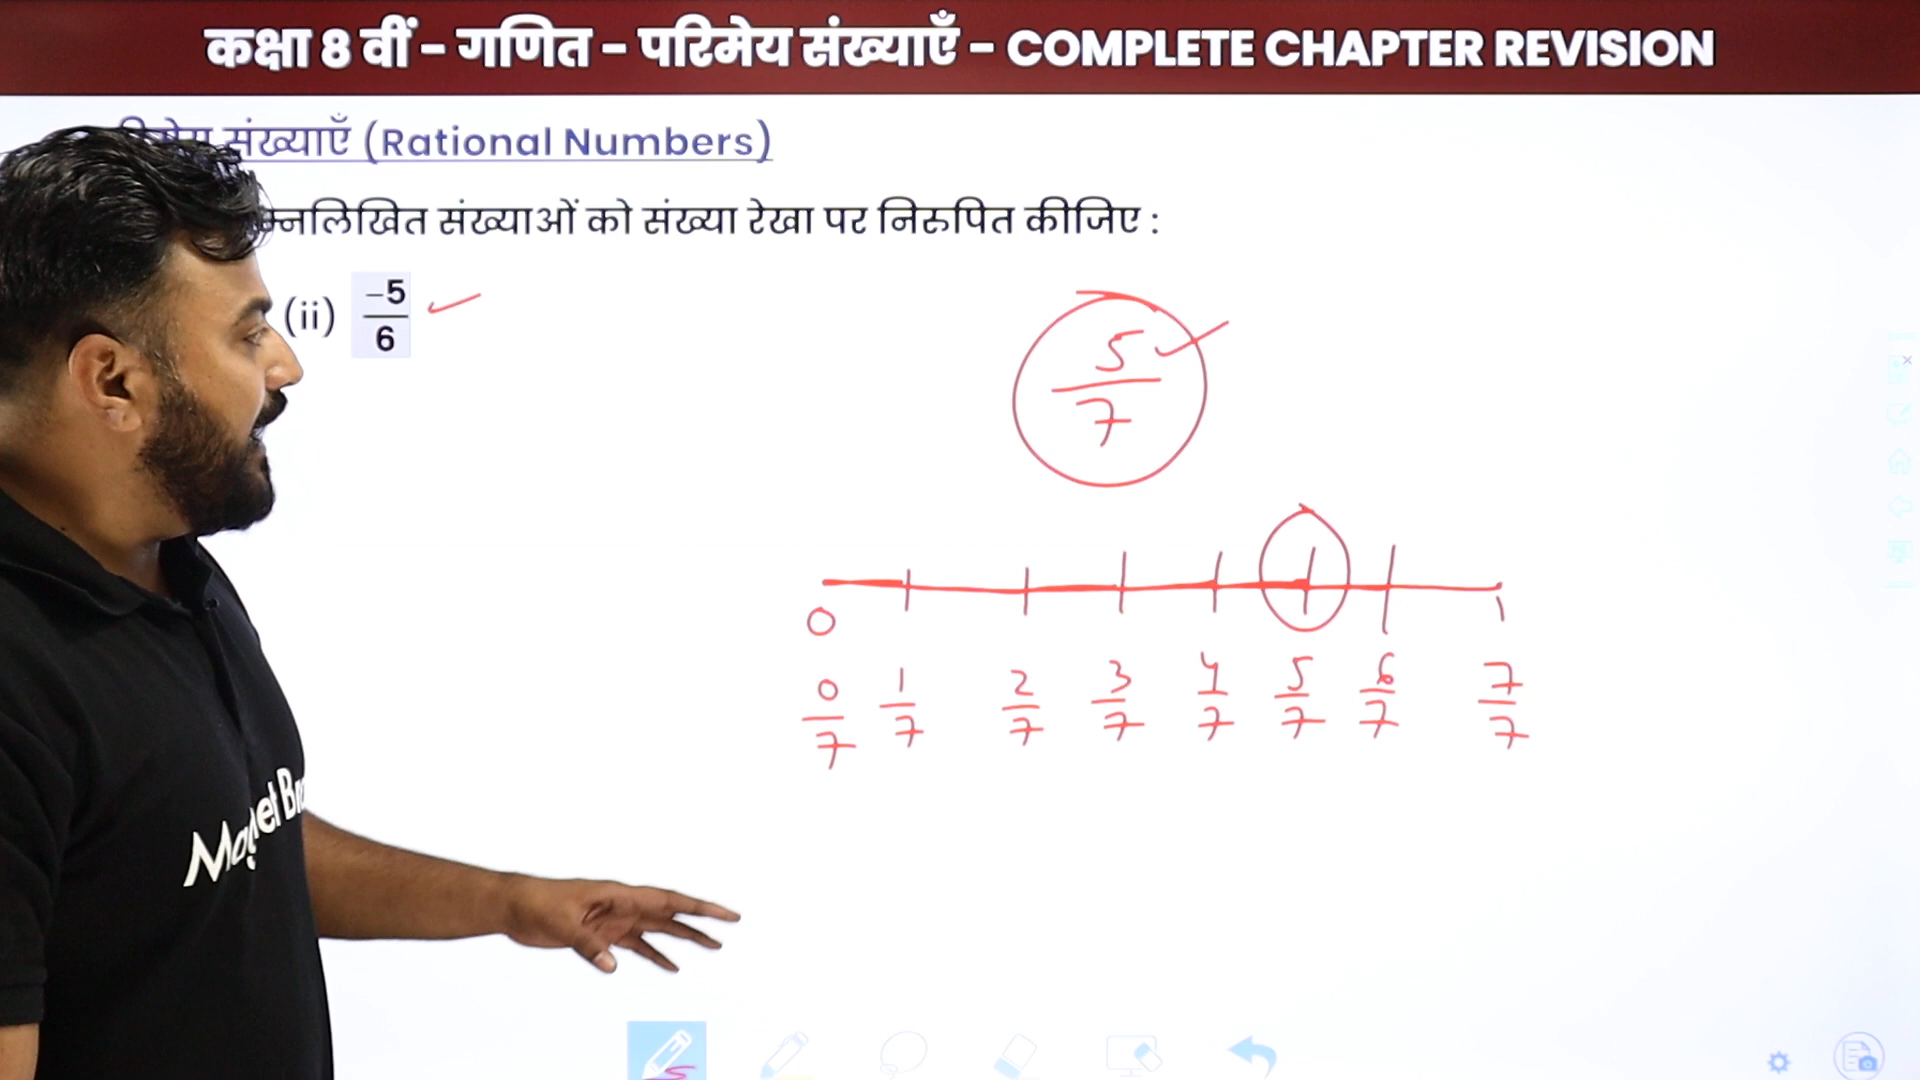 कक्षा 8 वीं - गणित - परिमेय संख्याएँ - COMPLETE CHAPTER REVISION
संख्याएँ (Rational Numbers)
संख्याओं को संख्या रेखा पर निरुपित कीजिए :
(ii) -5/6
5/7
0 1
0/7 1/7 2/7 3/7 4/7 5/7 6/7 7/7
Magnet